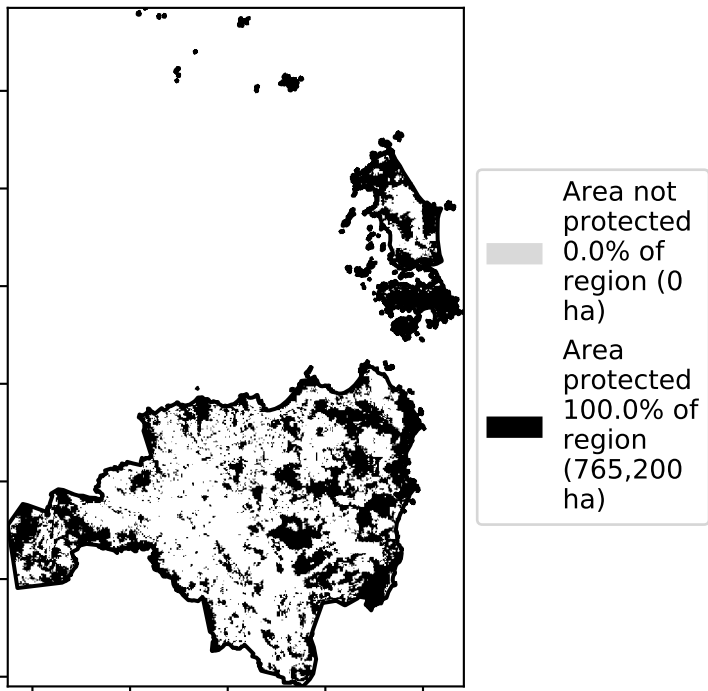 Area not
protected
0.0% of
region (0
ha)
Area
protected
100.0% of
region
(765,200
ha)